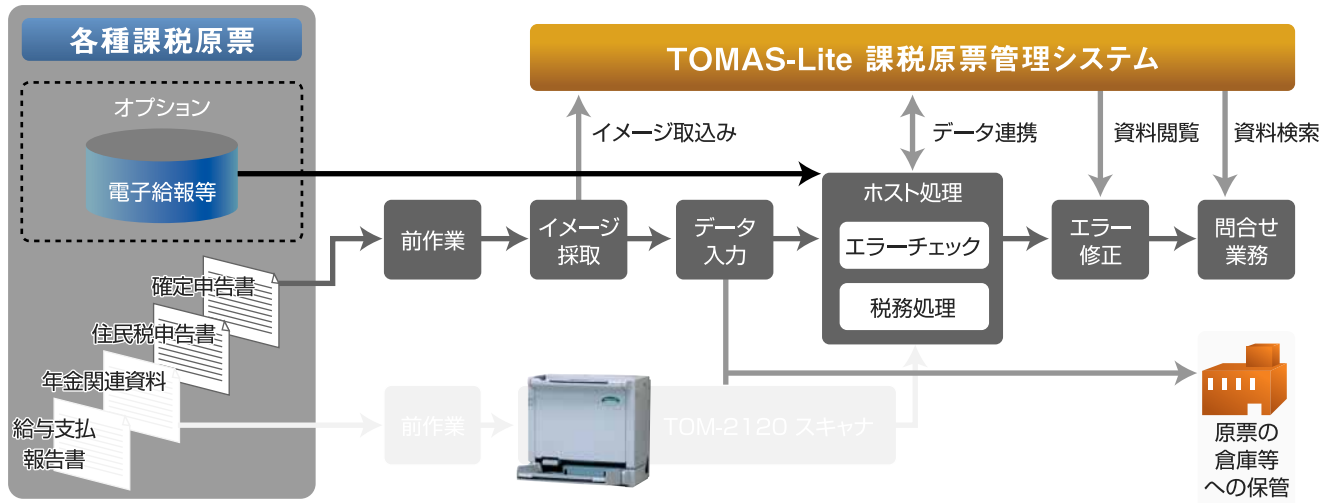 各種課税原票
TOMAS-Lite 課税原票管理システム
オプション
電子給報等
イメージ取込み
データ連携
資料閲覧
資料検索
前作業
イメージ
採取
データ
入力
ホスト処理
エラーチェック
税務処理
エラー
修正
問合せ
業務
確定申告書
住民税申告書
年金関連資料
給与支払
報告書
前作業
TOM-2120 スキャナ
原票の
倉庫等
への保管